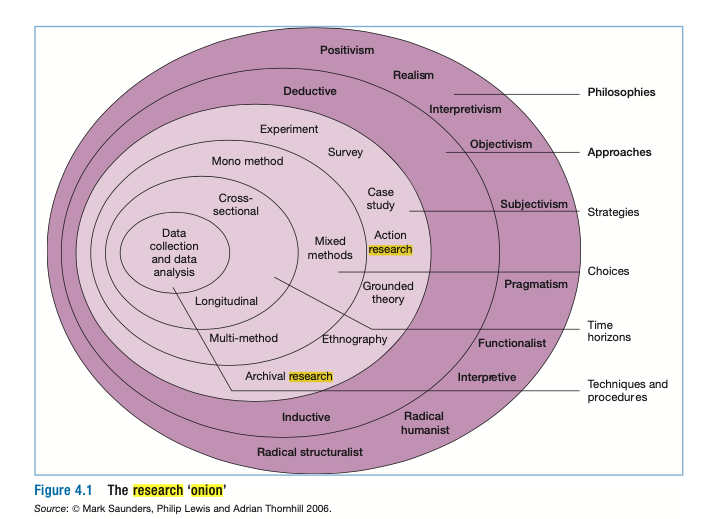 Positivism
Realism
Deductive
Philosophies
Interpretivism
Experiment
Objectivism
Survey
Approaches
Mono method
Case
study
Cross-
sectional
Subjectivism
Strategies
Data
collection
and data
analysis
Mixed
methods
Action
research
Choices
Pragmatism
Grounded
theory
Longitudinal
Time
horizons
Multi-method
Ethnography
Functionalist
Archival research
Interpretive
Techniques and
procedures
Inductive
Radical
humanist
Radical structuralist
Figure 4.1 The research ‘onion’
Source: © Mark Saunders, Philip Lewis and Adrian Thornhill 2006.